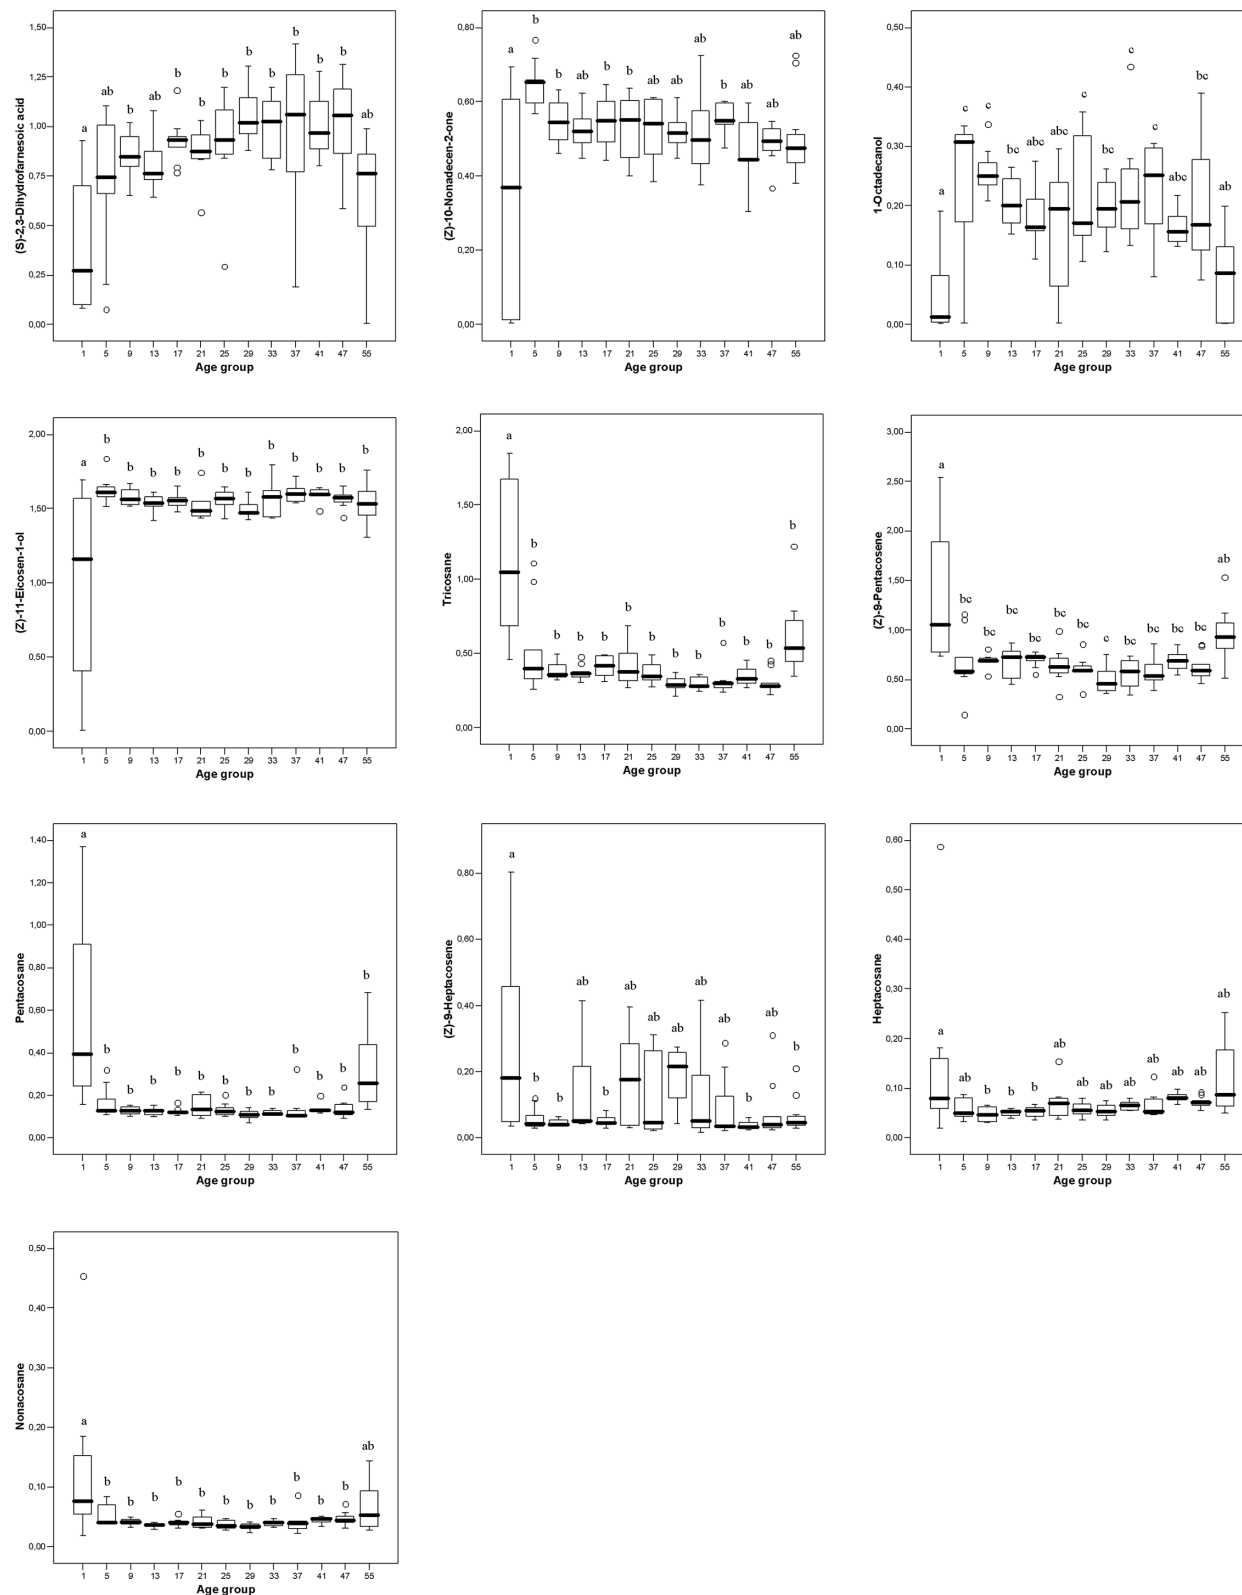 (S)-2,3-Dihydrofarnesoic acid
1,50
1,25
1,00
0,75
0,50
0,25
0,00
a ab b ab b b b b b b b b ab
1 5 9 13 17 21 25 29 33 37 41 47 55
Age group
(Z)-10-Nonadecen-2-one
0,80
0,60
0,40
0,20
0,00
a b b ab b b ab ab ab b ab ab ab
1 5 9 13 17 21 25 29 33 37 41 47 55
Age group
1-Octadecanol
0,50
0,40
0,30
0,20
0,10
0,00
a c c bc abc abc c bc c c abc bc ab
1 5 9 13 17 21 25 29 33 37 41 47 55
Age group
(Z)-11-Eicosen-1-ol
2,00
1,50
1,00
0,50
0,00
a b b b b b b b b b b b b
1 5 9 13 17 21 25 29 33 37 41 47 55
Age group
Tricosane
2,00
1,50
1,00
0,50
0,00
a b b b b b b b b b b b b
1 5 9 13 17 21 25 29 33 37 41 47 55
Age group
(Z)-9-Pentacosene
3,00
2,50
2,00
1,50
1,00
0,50
0,00
a bc bc bc bc bc bc c bc bc bc bc ab
1 5 9 13 17 21 25 29 33 37 41 47 55
Age group
Pentacosane
1,40
1,20
1,00
0,80
0,60
0,40
0,20
0,00
a b b b b b b b b b b b b
1 5 9 13 17 21 25 29 33 37 41 47 55
Age group
(Z)-9-Heptacosene
0,80
0,60
0,40
0,20
0,00
a b b ab b ab ab ab ab ab b ab b
1 5 9 13 17 21 25 29 33 37 41 47 55
Age group
Heptacosane
0,60
0,50
0,40
0,30
0,20
0,10
0,00
a ab b b b ab ab ab ab ab ab ab ab
1 5 9 13 17 21 25 29 33 37 41 47 55
Age group
Nonacosane
0,50
0,40
0,30
0,20
0,10
0,00
a b b b b b b b b b b b ab
1 5 9 13 17 21 25 29 33 37 41 47 55
Age group